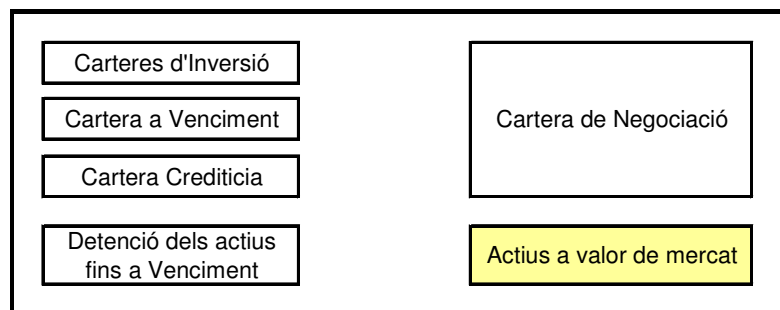 Carteres d'Inversió
Cartera a Venciment
Cartera Crediticia
Detenció dels actius
fins a Venciment
Cartera de Negociació
Actius a valor de mercat